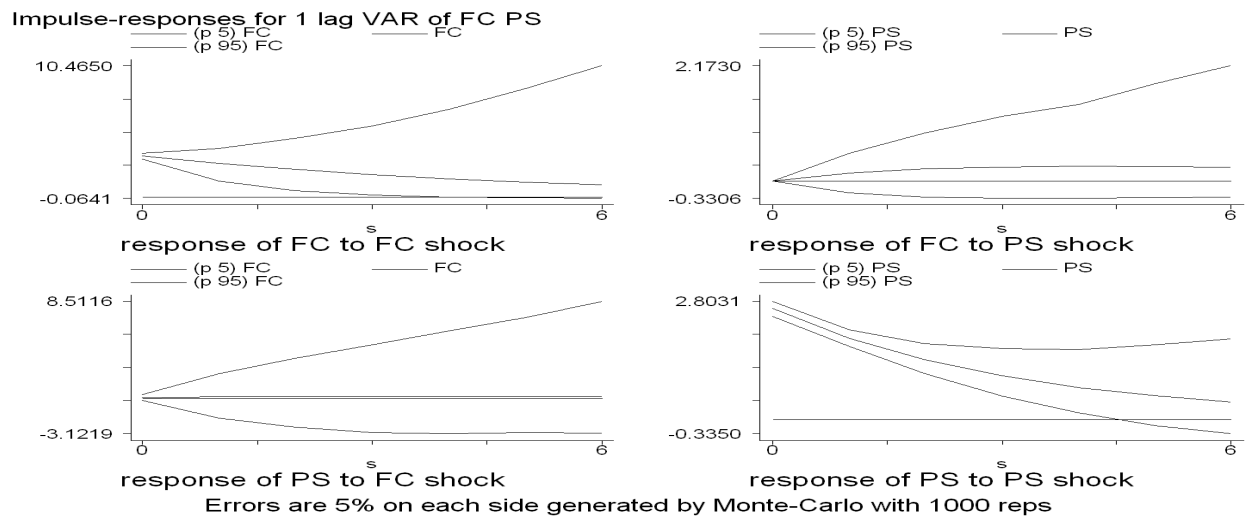 Impulse-responses for 1 lag VAR of FC PS
(p 5) FC FC
(p 95) FC
10.4650
-0.0641
0 6
s
response of FC to FC shock
(p 5) PS PS
(p 95) PS
2.1730
-0.3306
0 6
s
response of FC to PS shock
(p 5) FC FC
(p 95) FC
8.5116
-3.1219
0 6
s
response of PS to FC shock
(p 5) PS PS
(p 95) PS
2.8031
-0.3350
0 6
s
response of PS to PS shock
Errors are 5% on each side generated by Monte-Carlo with 1000 reps